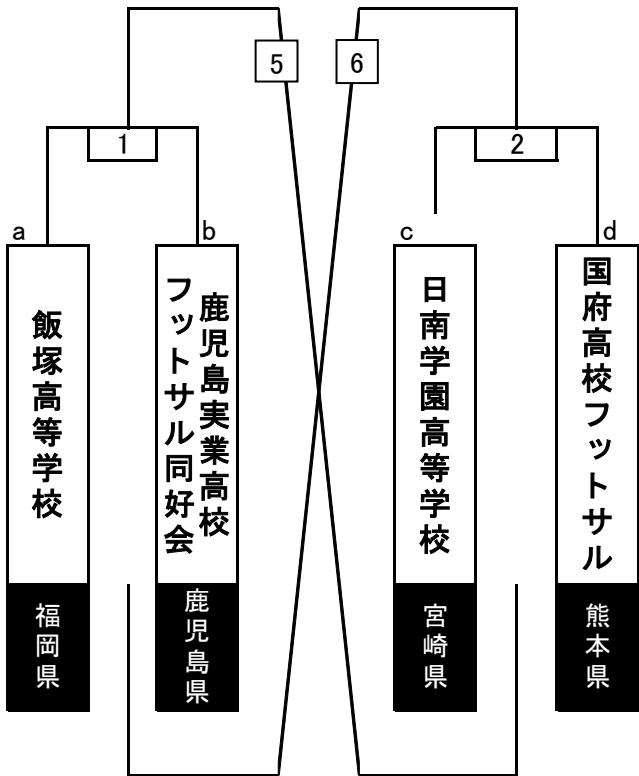 5
6
1
2
a
b
c
d
飯塚高等学校
鹿児島実業高校
フットサル同好会
日南学園高等学校
国府高校フットサル
福岡県
鹿児島県
宮崎県
熊本県